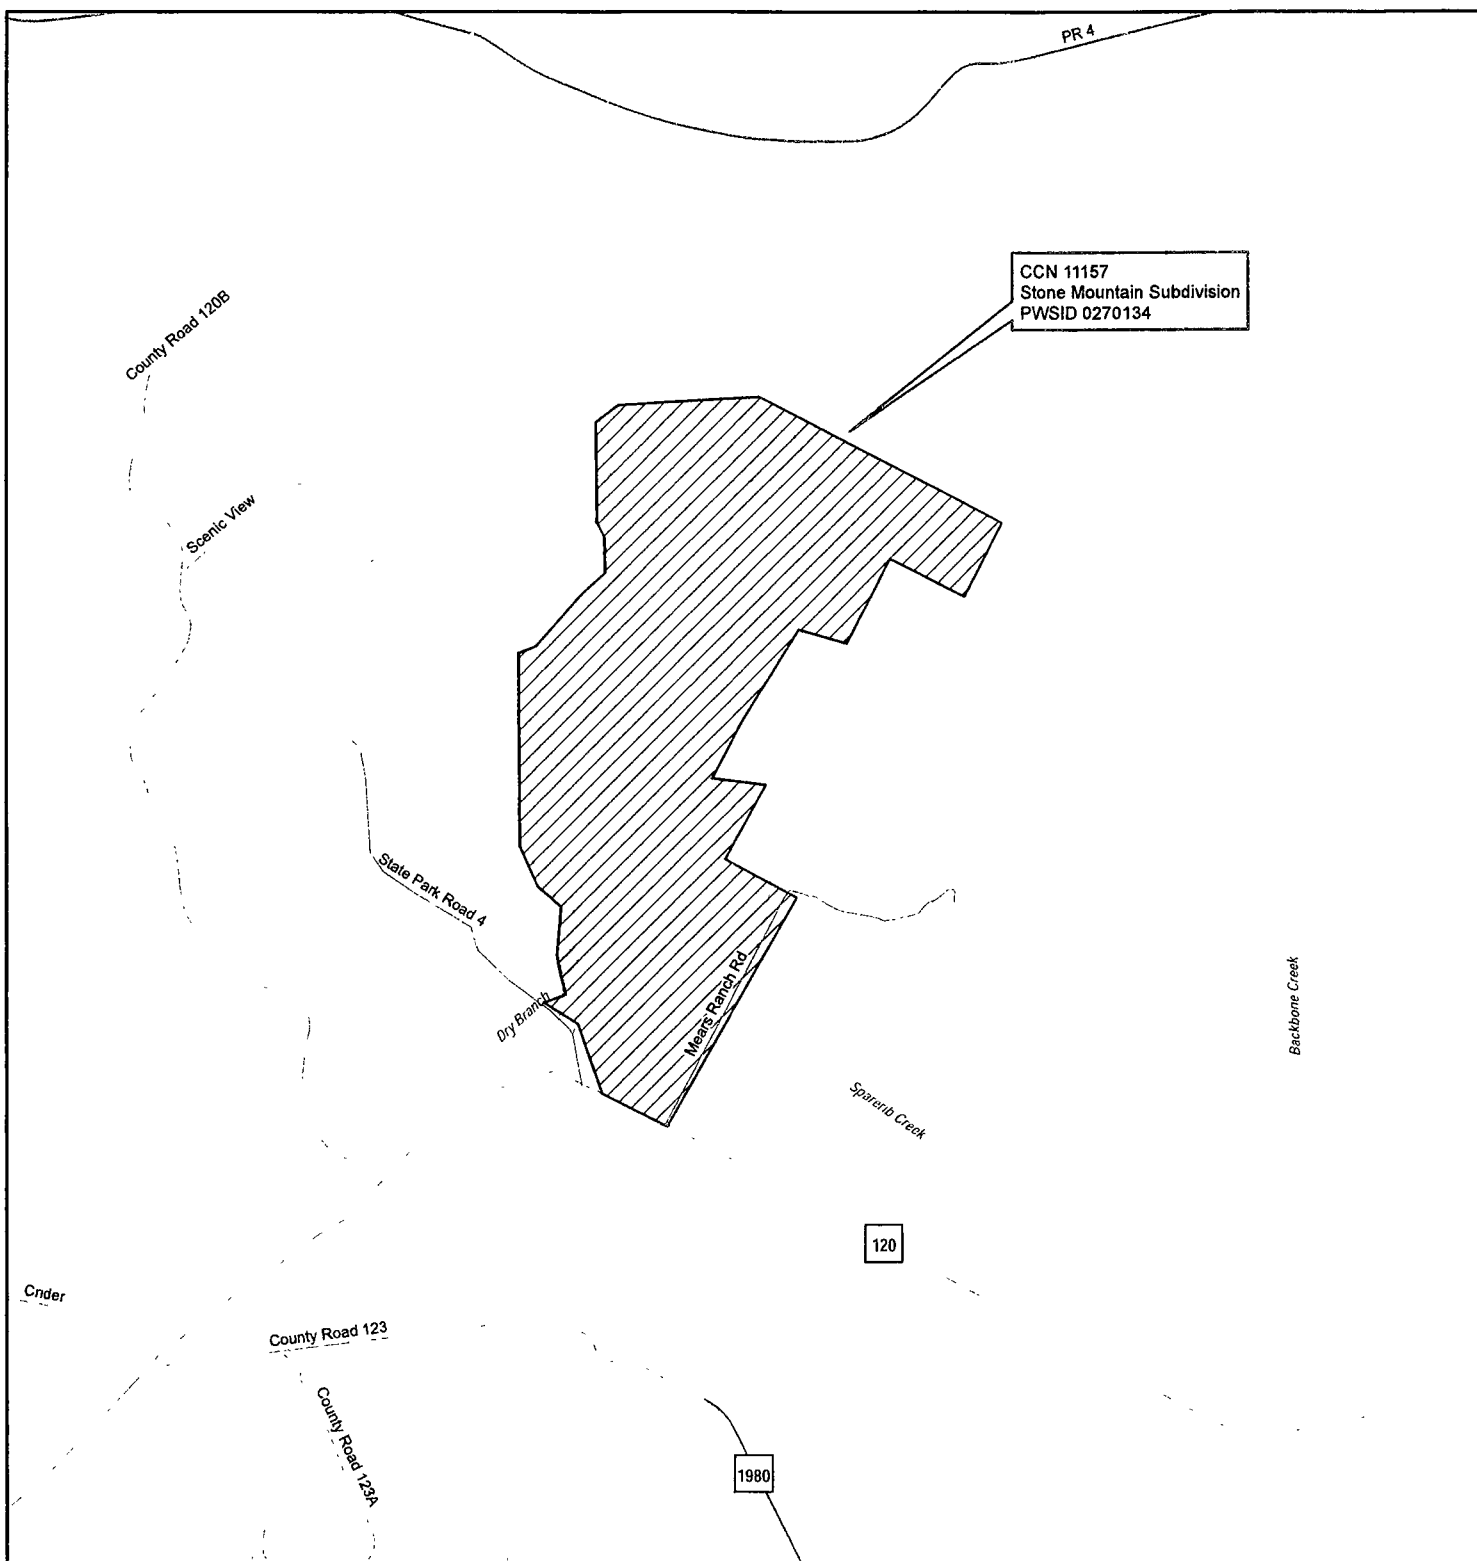 PR 4
CCN 11157
Stone Mountain Subdivision
PWSID 0270134
County Road 120B
Scenic View
State Park Road 4
Dry Branch
Mears Ranch Rd
Backbone Creek
Sparerib Creek
120
Crider
County Road 123
County Road 123A
1980